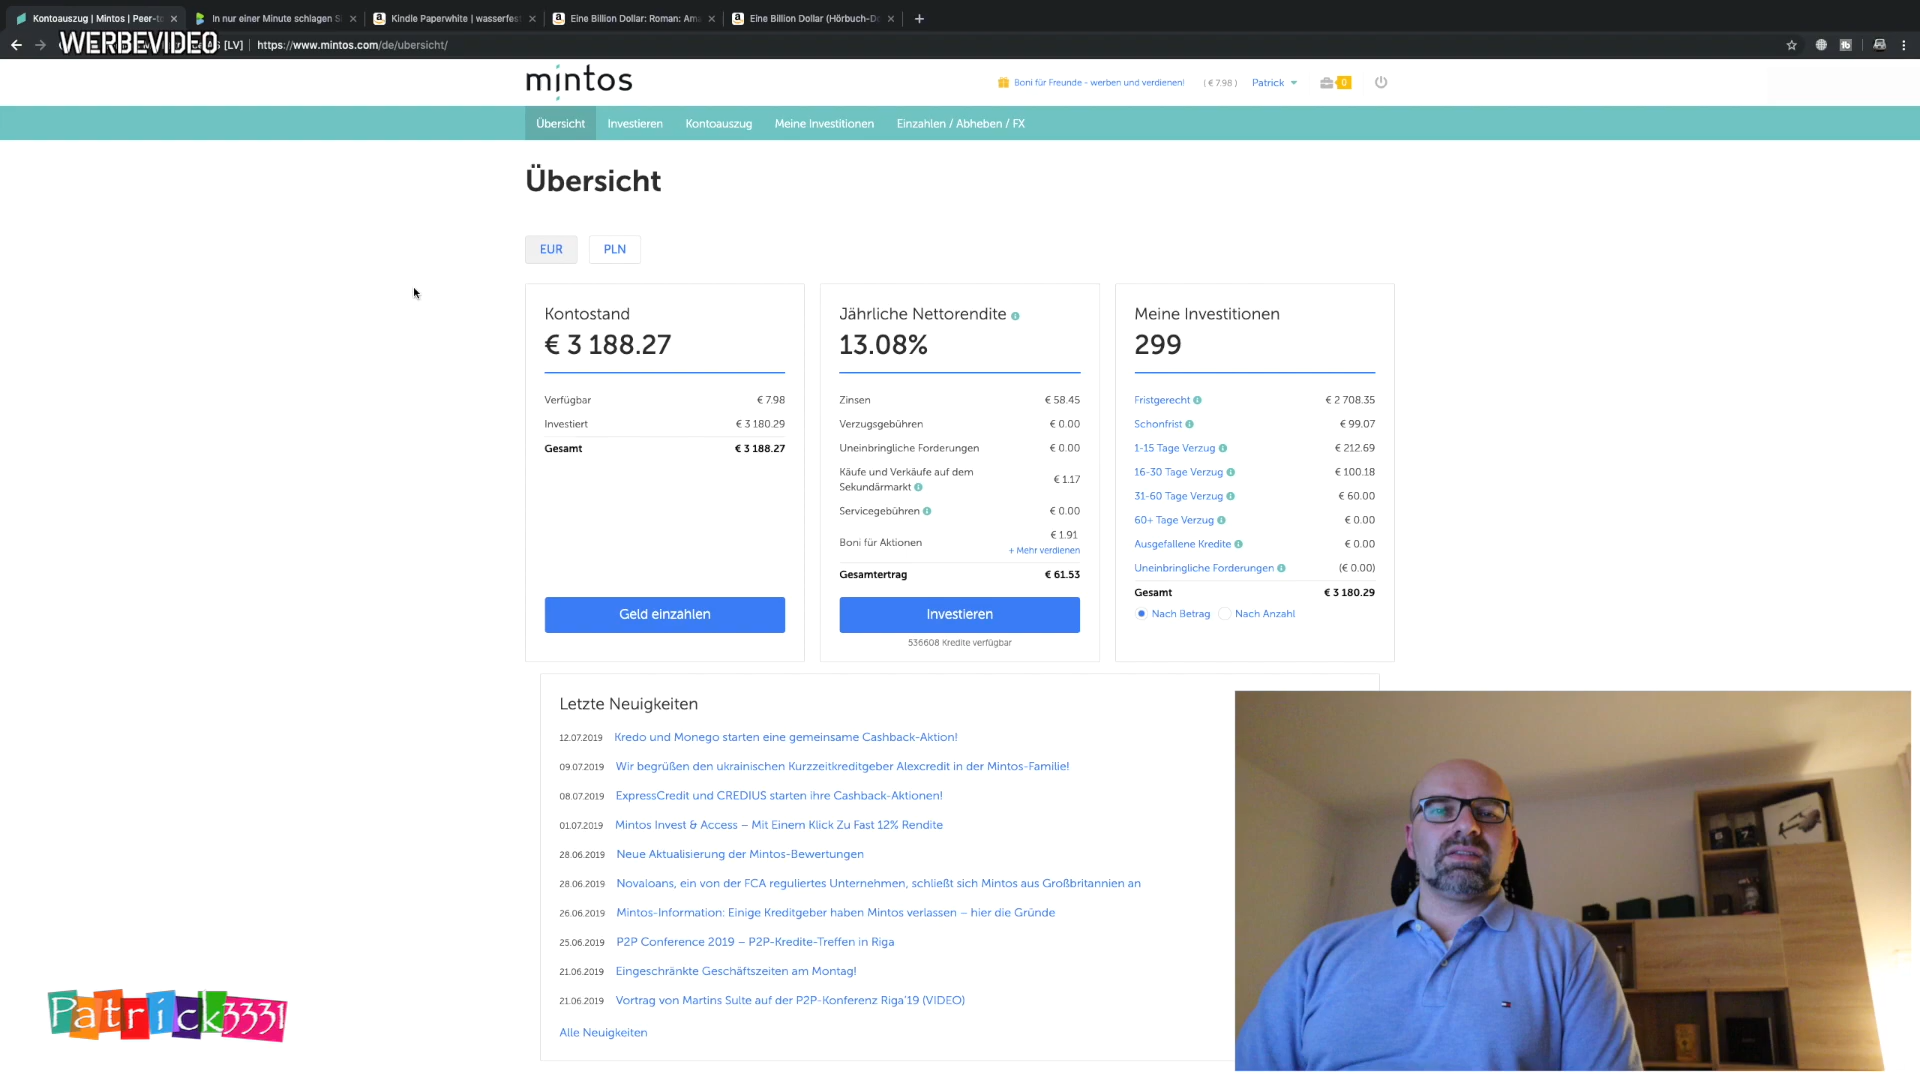 Kontoauszug | Mintos | Peer-to-
In nur einer Minute schlagen S
Kindle Paperwhite | wasserfest
Eine Billion Dollar: Roman: Ama
Eine Billion Dollar (Hörbuch-Do
WERBEVIDEO
[LV]
https://www.mintos.com/de/ubersicht/
mintos
Boni für Freunde - werben und verdienen!
(€ 7.98)
Patrick
0
Übersicht
Investieren
Kontoauszug
Meine Investitionen
Einzahlen / Abheben / FX
Übersicht
EUR
PLN
Kontostand
€ 3 188.27
Verfügbar € 7.98
Investiert € 3 180.29
Gesamt € 3 188.27
Geld einzahlen
Jährliche Nettorendite
13.08%
Zinsen € 58.45
Verzugsgebühren € 0.00
Uneinbringliche Forderungen € 0.00
Käufe und Verkäufe auf dem
Sekundärmarkt € 1.17
Servicegebühren € 0.00
Boni für Aktionen € 1.91
+ Mehr verdienen
Gesamtertrag € 61.53
Investieren
536608 Kredite verfügbar
Meine Investitionen
299
Fristgerecht € 2 708.35
Schonfrist € 99.07
1-15 Tage Verzug € 212.69
16-30 Tage Verzug € 100.18
31-60 Tage Verzug € 60.00
60+ Tage Verzug € 0.00
Ausgefallene Kredite € 0.00
Uneinbringliche Forderungen (€ 0.00)
Gesamt € 3 180.29
Nach Betrag Nach Anzahl
Letzte Neuigkeiten
12.07.2019 Kredo und Monego starten eine gemeinsame Cashback-Aktion!
09.07.2019 Wir begrüßen den ukrainischen Kurzzeitkreditgeber Alexcredit in der Mintos-Familie!
08.07.2019 ExpressCredit und CREDIUS starten ihre Cashback-Aktionen!
01.07.2019 Mintos Invest & Access – Mit Einem Klick Zu Fast 12% Rendite
28.06.2019 Neue Aktualisierung der Mintos-Bewertungen
28.06.2019 Novaloans, ein von der FCA reguliertes Unternehmen, schließt sich Mintos aus Großbritannien an
26.06.2019 Mintos-Information: Einige Kreditgeber haben Mintos verlassen – hier die Gründe
25.06.2019 P2P Conference 2019 – P2P-Kredite-Treffen in Riga
21.06.2019 Eingeschränkte Geschäftszeiten am Montag!
21.06.2019 Vortrag von Martins Sulte auf der P2P-Konferenz Riga'19 (VIDEO)
Alle Neuigkeiten
Patrick3331